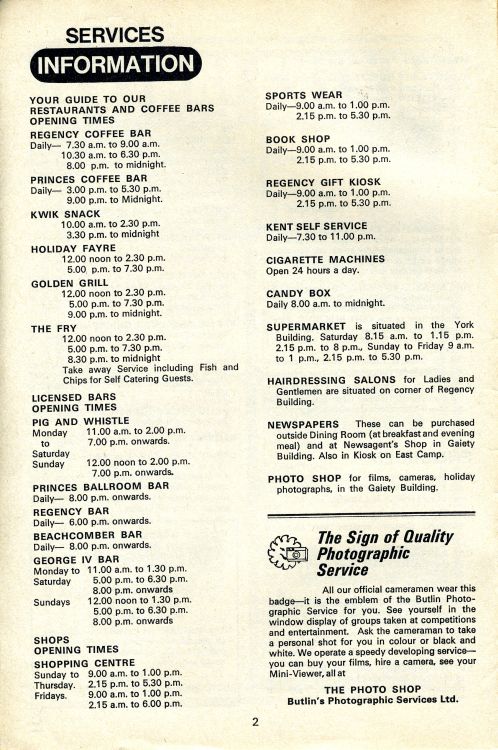 SERVICES
INFORMATION
YOUR GUIDE TO OUR
RESTAURANTS AND COFFEE BARS
OPENING TIMES
REGENCY COFFEE BAR
Daily— 7.30 a.m. to 9.00 a.m.
10.30 a.m. to 6.30 p.m.
8.00 p.m. to midnight.
PRINCES COFFEE BAR
Daily— 3.00 p.m. to 5.30 p.m.
9.00 p.m. to Midnight.
KWIK SNACK
10.00 a.m. to 2.30 p.m.
3.30 p.m. to midnight
HOLIDAY FAYRE
12.00 noon to 2.30 p.m.
5.00 p.m. to 7.30 p.m.
GOLDEN GRILL
12.00 noon to 2.30 p.m.
5.00 p.m. to 7.30 p.m.
9.00 p.m. to midnight.
THE FRY
12.00 noon to 2.30 p.m.
5.00 p.m. to 7.30 p.m.
8.30 p.m. to midnight
Take away Service including Fish and
Chips for Self Catering Guests.
LICENSED BARS
OPENING TIMES
PIG AND WHISTLE
Monday 11.00 a.m. to 2.00 p.m.
to 7.00 p.m. onwards.
Saturday
Sunday 12.00 noon to 2.00 p.m.
7.00 p.m. onwards.
PRINCES BALLROOM BAR
Daily— 8.00 p.m. onwards.
REGENCY BAR
Daily— 6.00 p.m. onwards.
BEACHCOMBER BAR
Daily— 8.00 p.m. onwards.
GEORGE IV BAR
Monday to 11.00 a.m. to 1.30 p.m.
Saturday 5.00 p.m. to 6.30 p.m.
8.00 p.m. onwards
Sundays 12.00 noon to 1.30 p.m.
5.00 p.m. to 6.30 p.m.
8.00 p.m. onwards
SHOPS
OPENING TIMES
SHOPPING CENTRE
Sunday to 9.00 a.m. to 1.00 p.m.
Thursday. 2.15 p.m. to 5.30 p.m.
Fridays. 9.00 a.m. to 1.00 p.m.
2.15 a.m. to 6.00 p.m.
SPORTS WEAR
Daily—9.00 a.m. to 1.00 p.m.
2.15 p.m. to 5.30 p.m.
BOOK SHOP
Daily—9.00 a.m. to 1.00 p.m.
2.15 p.m. to 5.30 p.m.
REGENCY GIFT KIOSK
Daily—9.00 a.m. to 1.00 p.m.
2.15 p.m. to 5.30 p.m.
KENT SELF SERVICE
Daily—7.30 to 11.00 p.m.
CIGARETTE MACHINES
Open 24 hours a day.
CANDY BOX
Daily 8.00 a.m. to midnight.
SUPERMARKET is situated in the York
Building. Saturday 8.15 a.m. to 1.15 p.m.
2.15 p.m. to 8 p.m., Sunday to Friday 9 a.m.
to 1 p.m., 2.15 p.m. to 5.30 p.m.
HAIRDRESSING SALONS for Ladies and
Gentlemen are situated on corner of Regency
Building.
NEWSPAPERS These can be purchased
outside Dining Room (at breakfast and evening
meal) and at Newsagent's Shop in Gaiety
Building. Also in Kiosk on East Camp.
PHOTO SHOP for films, cameras, holiday
photographs, in the Gaiety Building.
The Sign of Quality
Photographic
Service
All our official cameramen wear this
badge—it is the emblem of the Butlin Photo-
graphic Service for you. See yourself in the
window display of groups taken at competitions
and entertainment. Ask the cameraman to take
a personal shot for you in colour or black and
white. We operate a speedy developing service—
you can buy your films, hire a camera, see your
Mini-Viewer, all at
THE PHOTO SHOP
Butlin's Photographic Services Ltd.
2